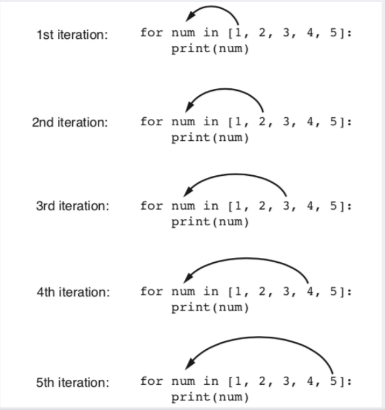 1st iteration: for num in [1, 2, 3, 4, 5]:
print(num)
2nd iteration: for num in [1, 2, 3, 4, 5]:
print(num)
3rd iteration: for num in [1, 2, 3, 4, 5]:
print(num)
4th iteration: for num in [1, 2, 3, 4, 5]:
print(num)
5th iteration: for num in [1, 2, 3, 4, 5]:
print(num)